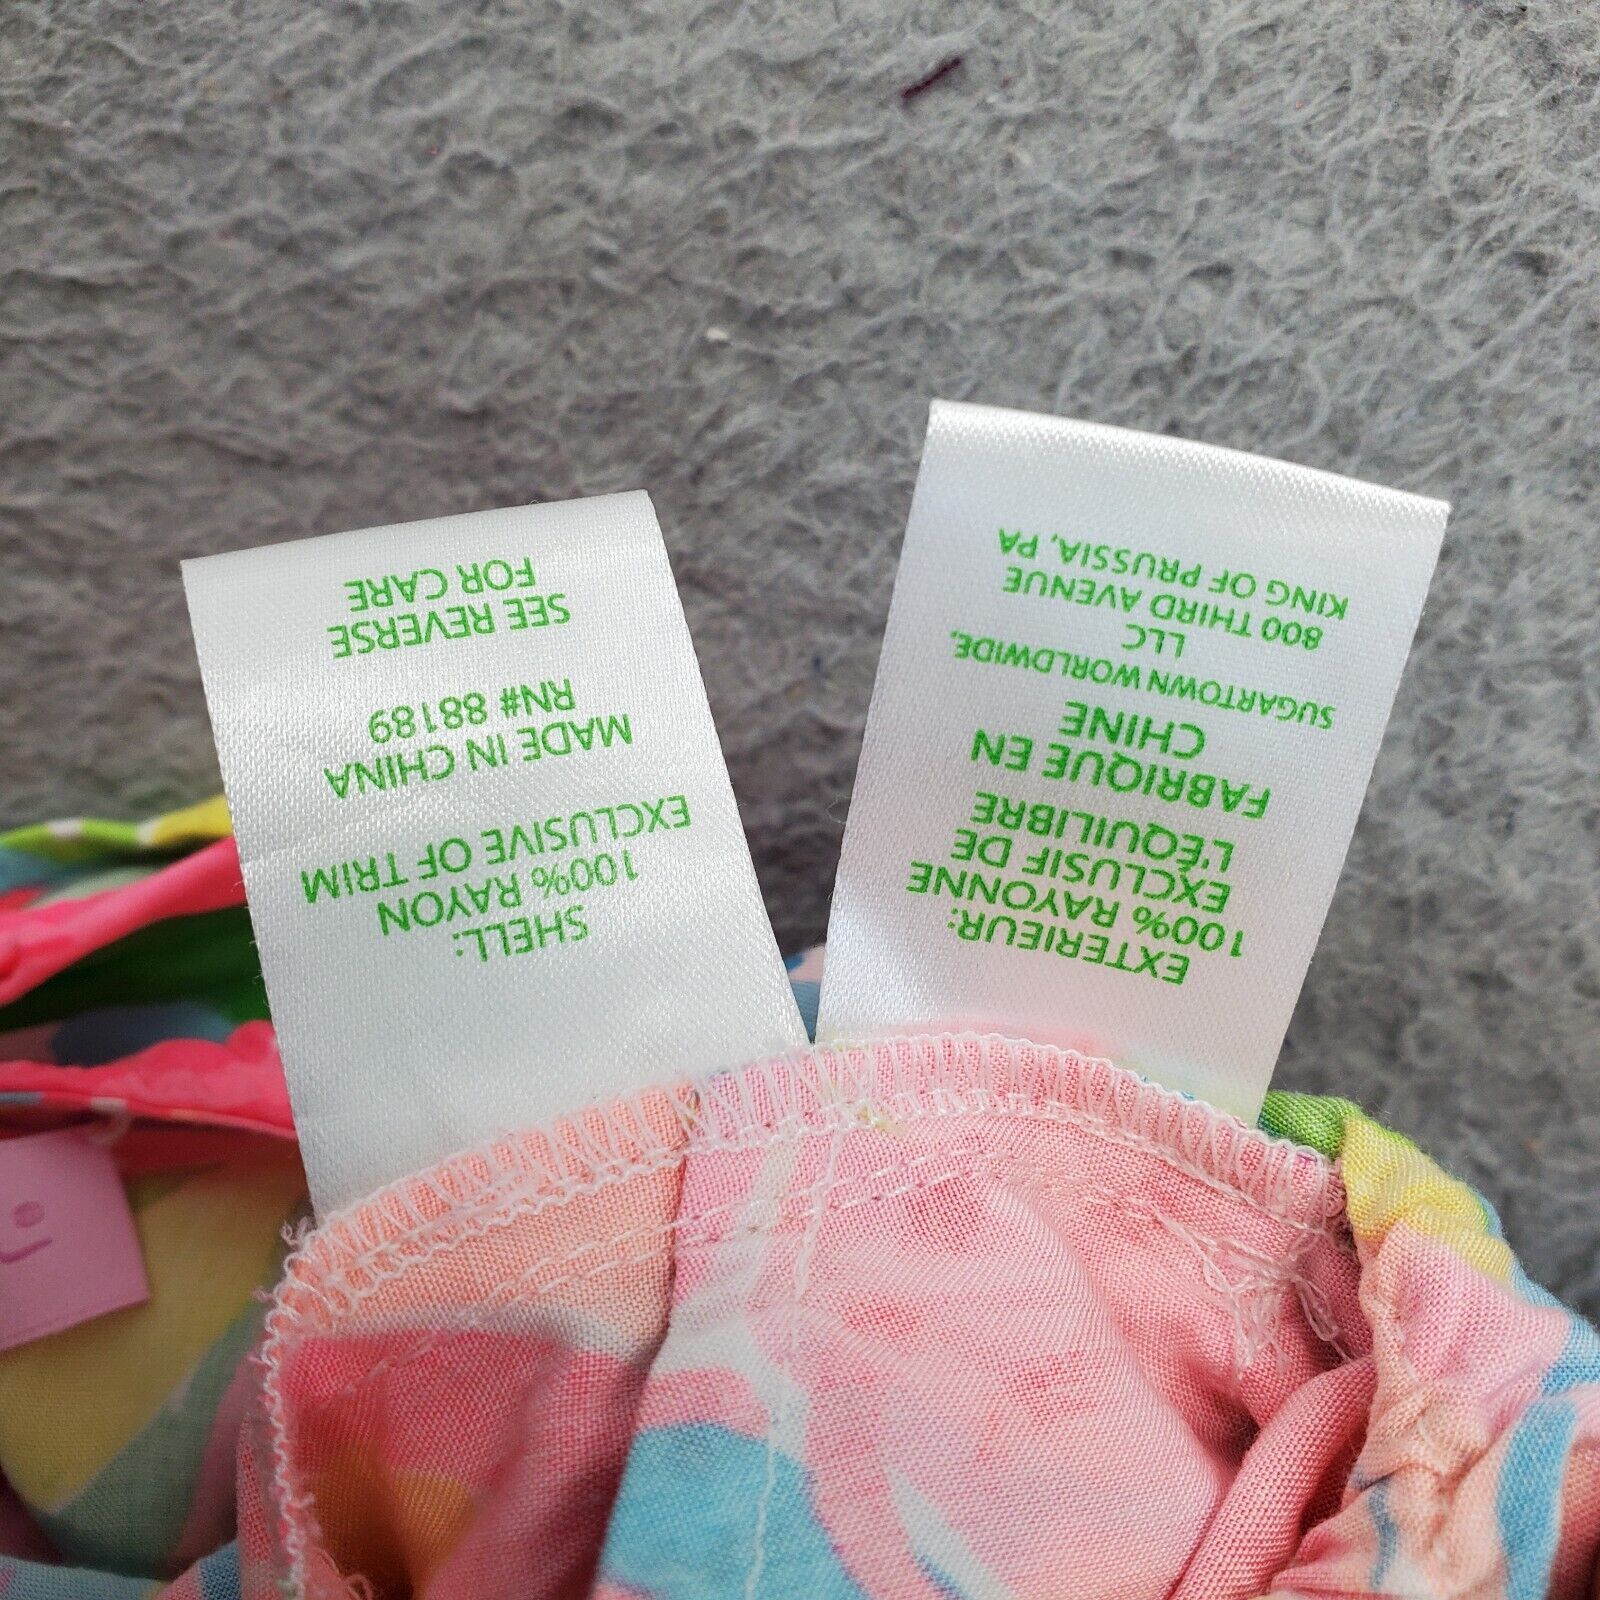 SHELL:
100% RAYON
EXCLUSIVE OF TRIM
MADE IN CHINA
RN# 88189
SEE REVERSE
FOR CARE
EXTERIEUR:
100% RAYONNE
EXCLUSIF DE
L'ÉQUILIBRE
FABRIQUE EN
CHINE
SUGARTOWN WORLDWIDE,
LLC
800 THIRD AVENUE
KING OF PRUSSIA, PA